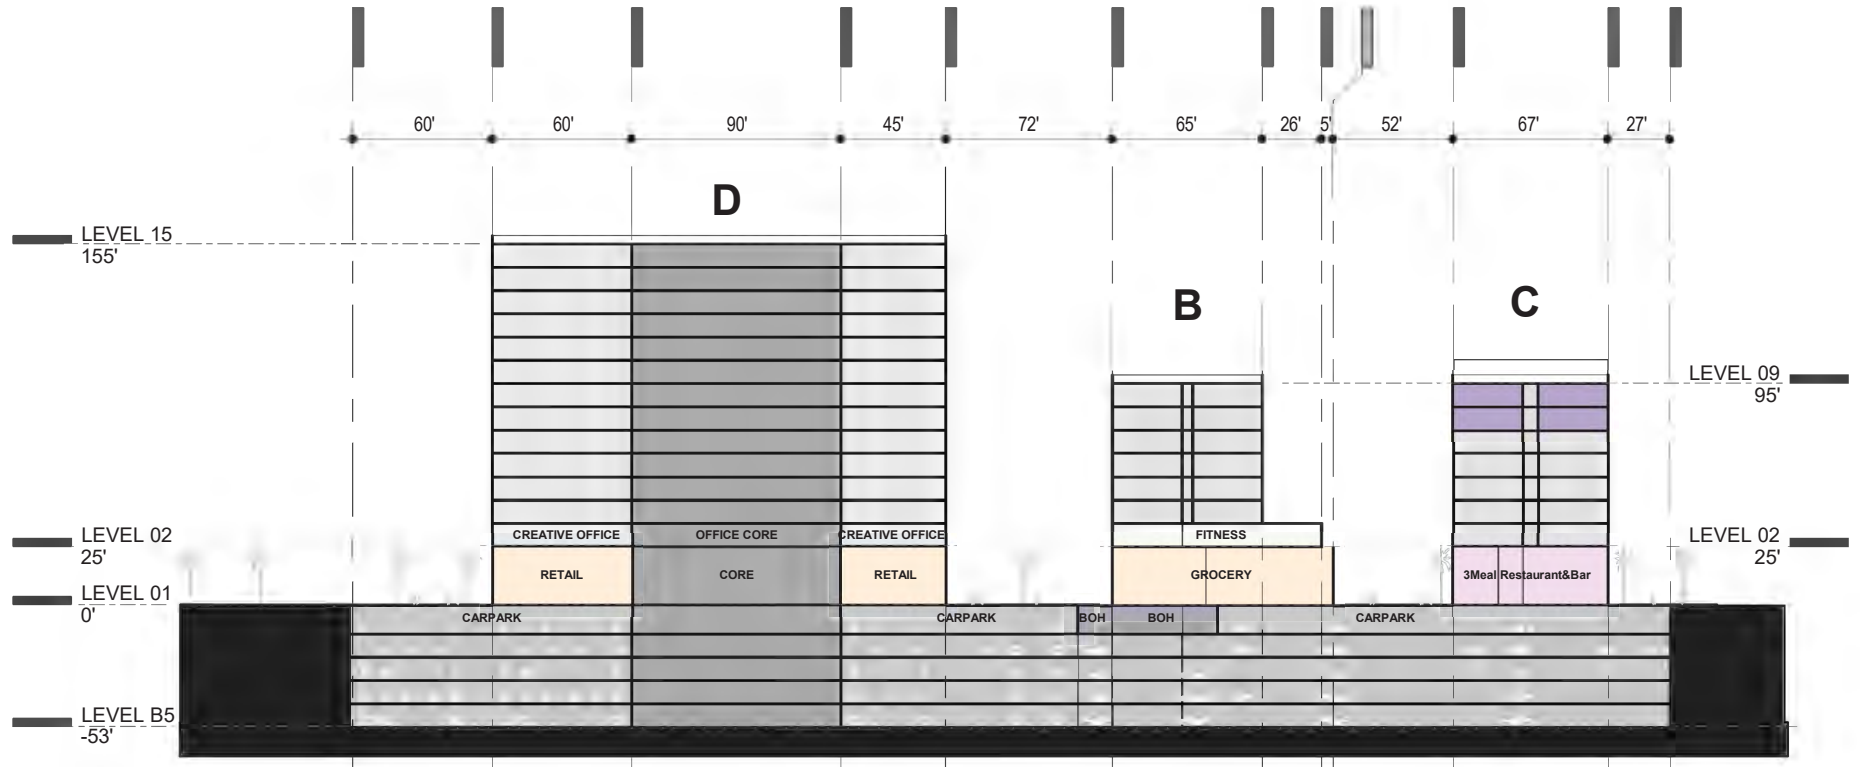 60' 60' 90' 45' 72' 65' 26' 5' 52' 67' 27'
D
LEVEL 15
155'
B
C
LEVEL 09
95'
LEVEL 02
25'
CREATIVE OFFICE OFFICE CORE CREATIVE OFFICE FITNESS
LEVEL 02
25'
RETAIL CORE RETAIL GROCERY 3Meal Restaurant&Bar
LEVEL 01
0'
CARPARK CARPARK BOH BOH CARPARK
LEVEL B5
-53'